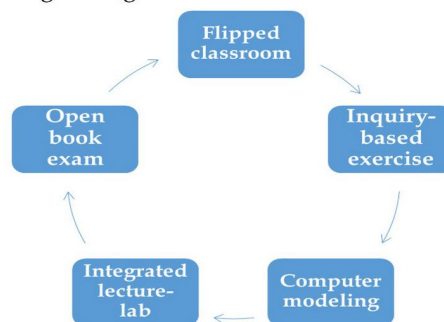 Flipped
classroom
Inquiry-
based
exercise
Computer
modeling
Integrated
lecture-
lab
Open
book
exam